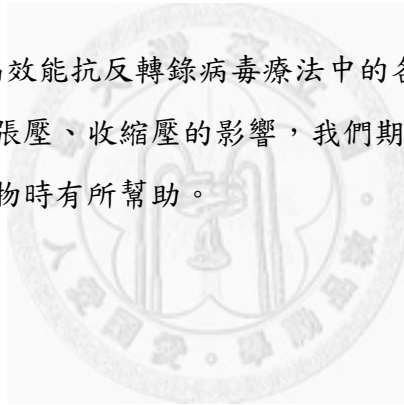 效能抗反轉錄病毒療法中的
張壓、收縮壓的影響，我們期
物時有所幫助。